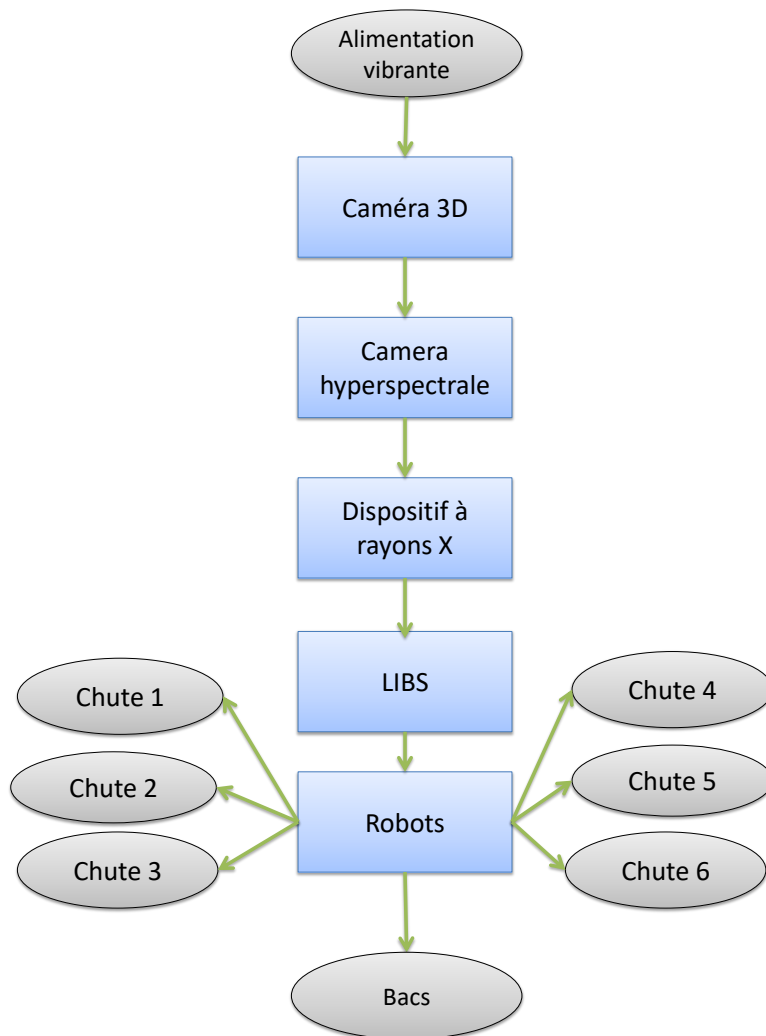 Alimentation
vibrante
Caméra 3D
Camera
hyperspectrale
Dispositif à
rayons X
LIBS
Chute 1
Chute 4
Chute 2
Chute 5
Robots
Chute 3
Chute 6
Bacs